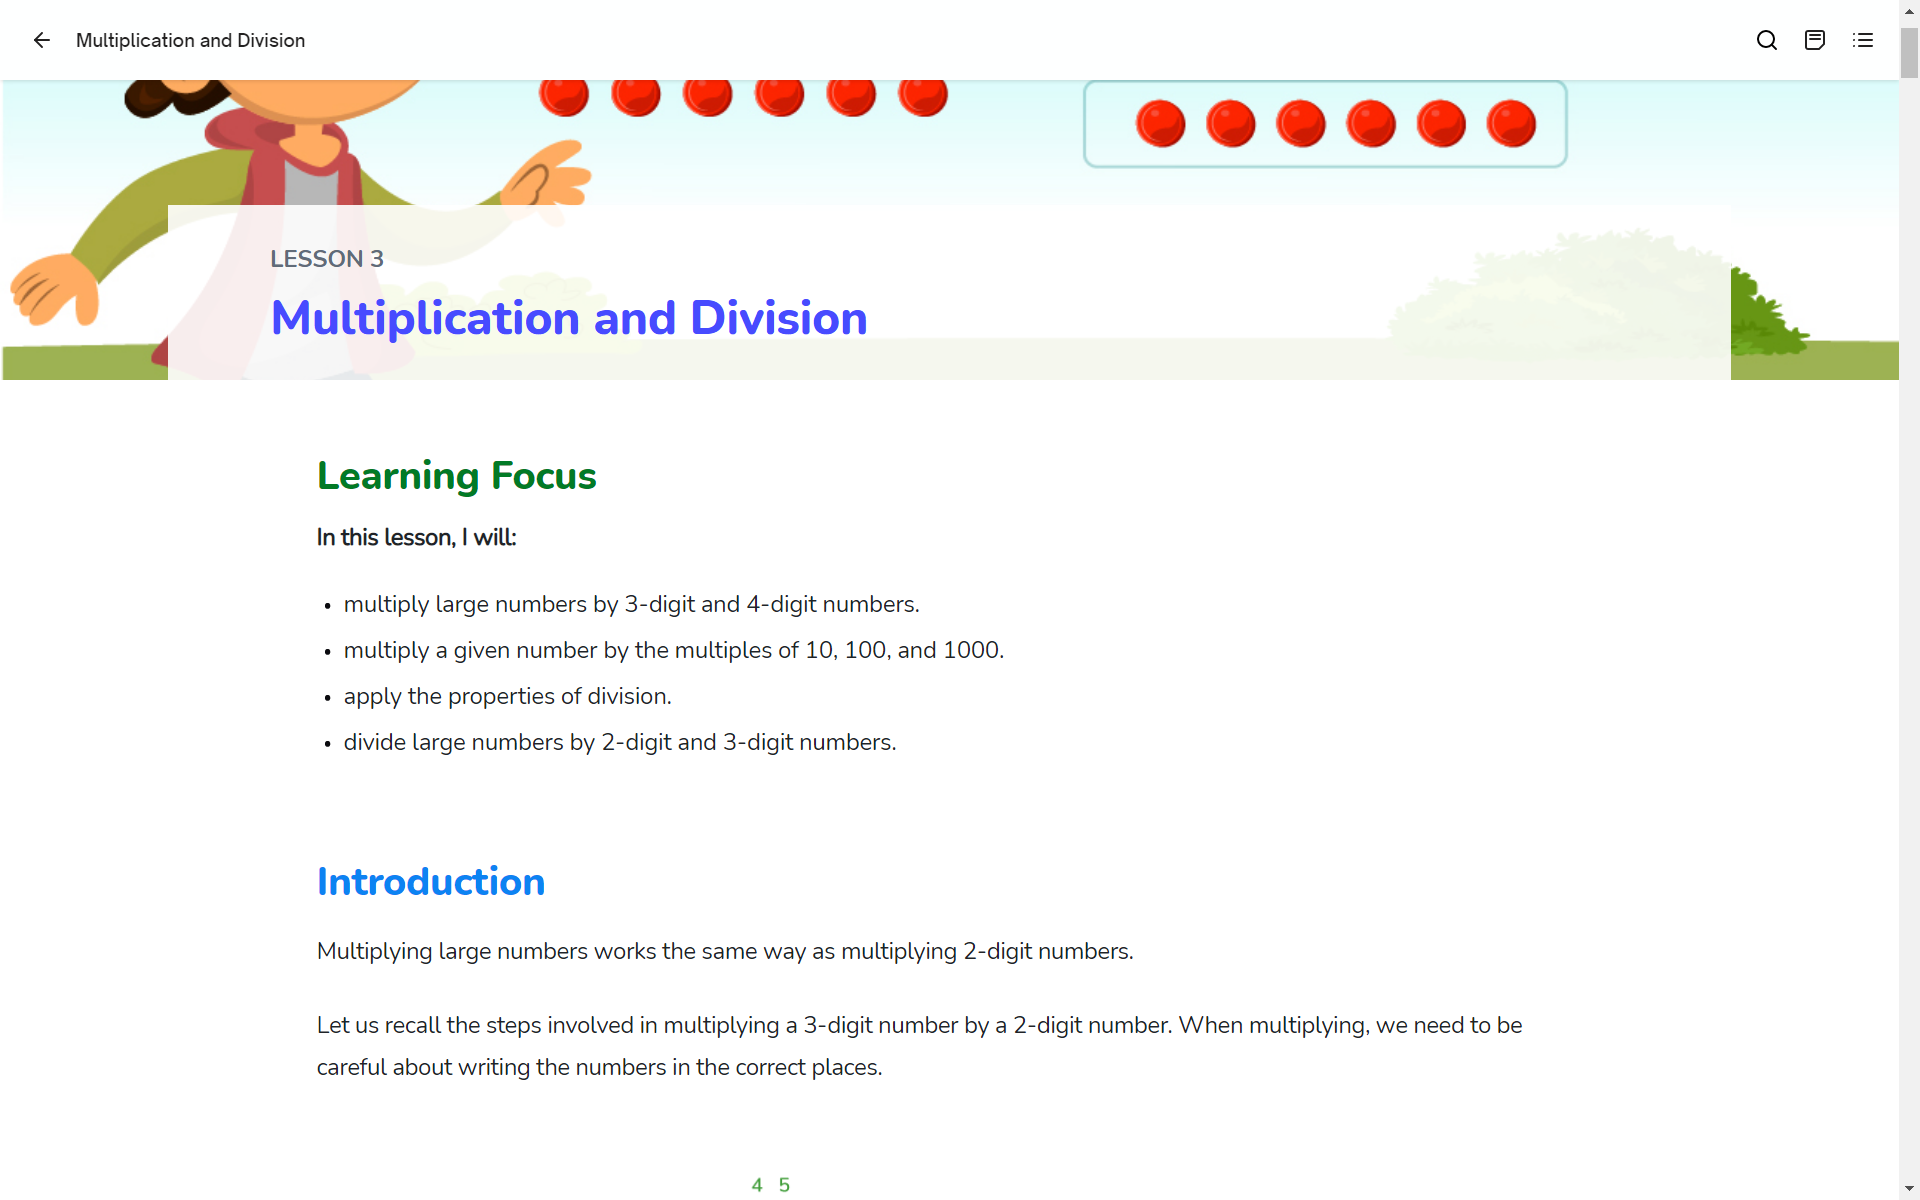 Multiplication and Division
LESSON 3
Multiplication and Division
Learning Focus
In this lesson, I will:
• multiply large numbers by 3-digit and 4-digit numbers.
• multiply a given number by the multiples of 10, 100, and 1000.
• apply the properties of division.
• divide large numbers by 2-digit and 3-digit numbers.
Introduction
Multiplying large numbers works the same way as multiplying 2-digit numbers.
Let us recall the steps involved in multiplying a 3-digit number by a 2-digit number. When multiplying, we need to be
careful about writing the numbers in the correct places.
4 5